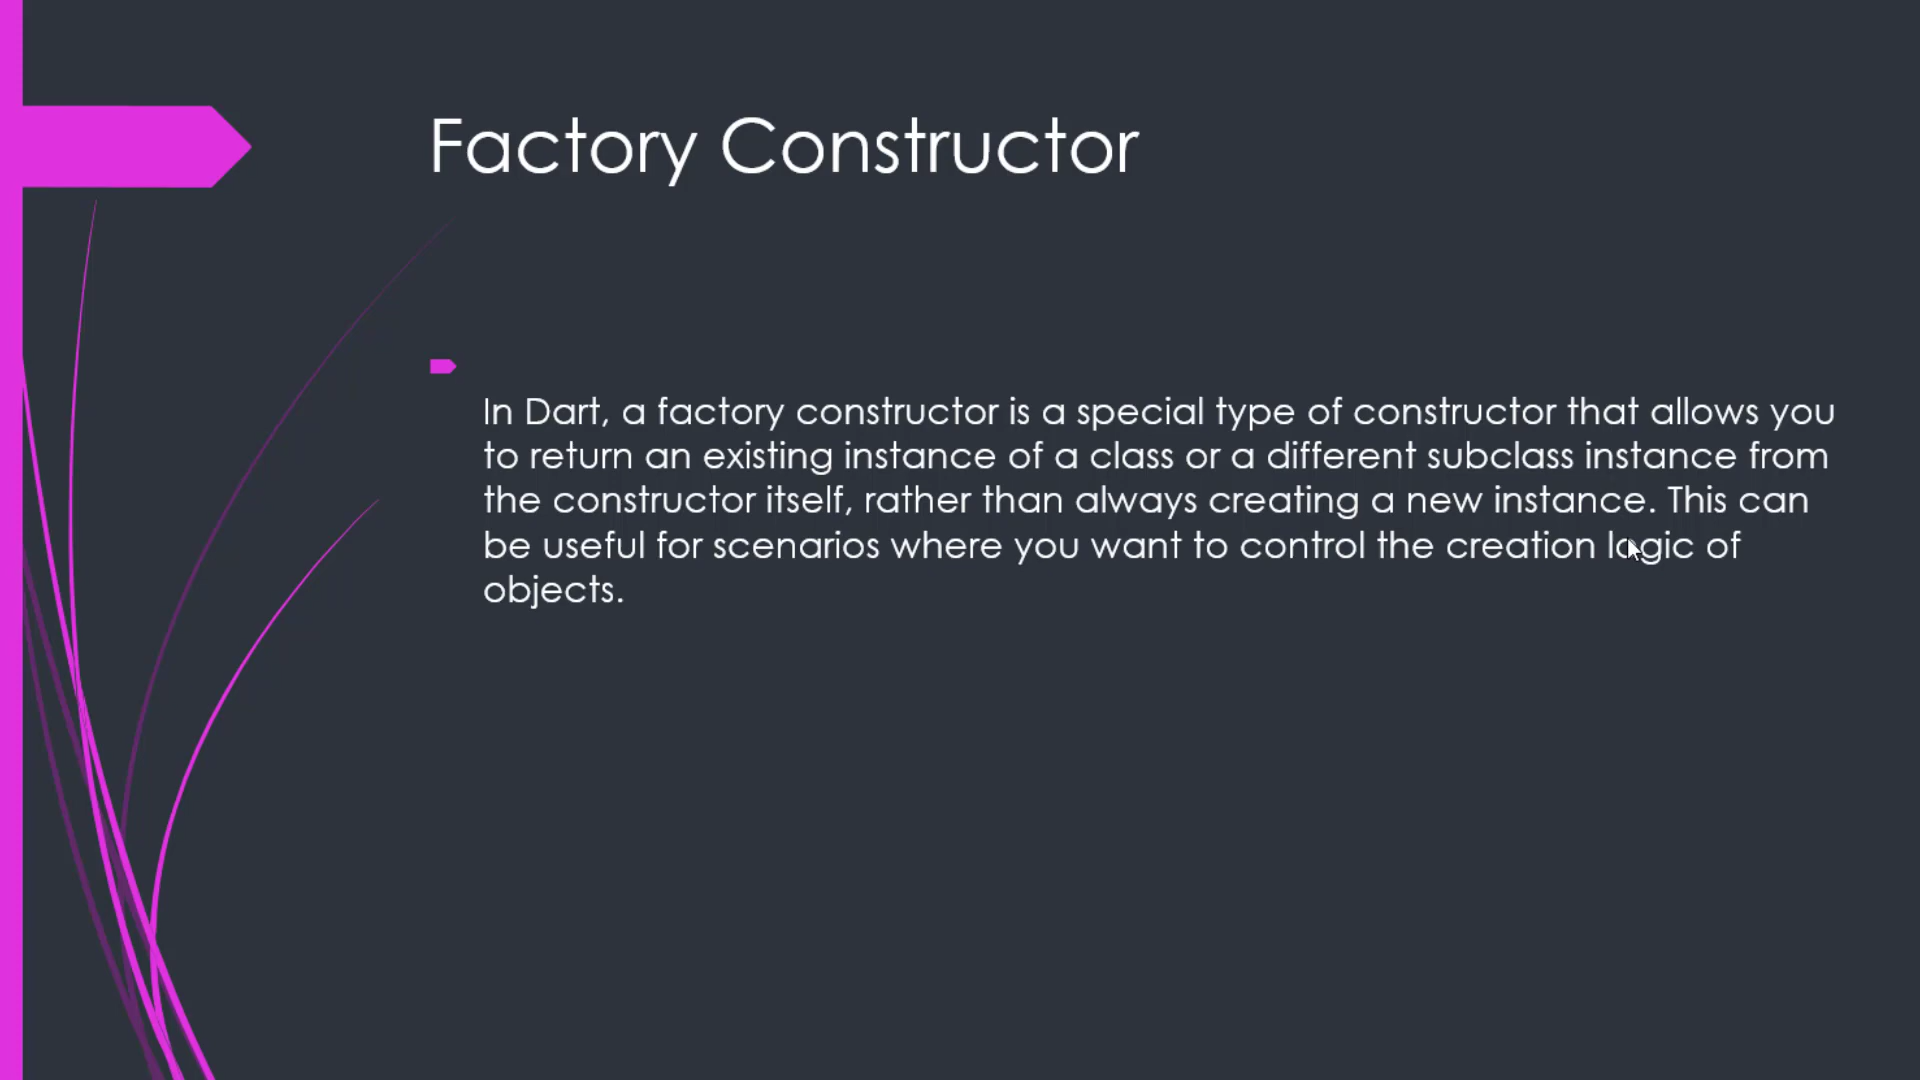 Factory Constructor
In Dart, a factory constructor is a special type of constructor that allows you
to return an existing instance of a class or a different subclass instance from
the constructor itself, rather than always creating a new instance. This can
be useful for scenarios where you want to control the creation logic of
objects.